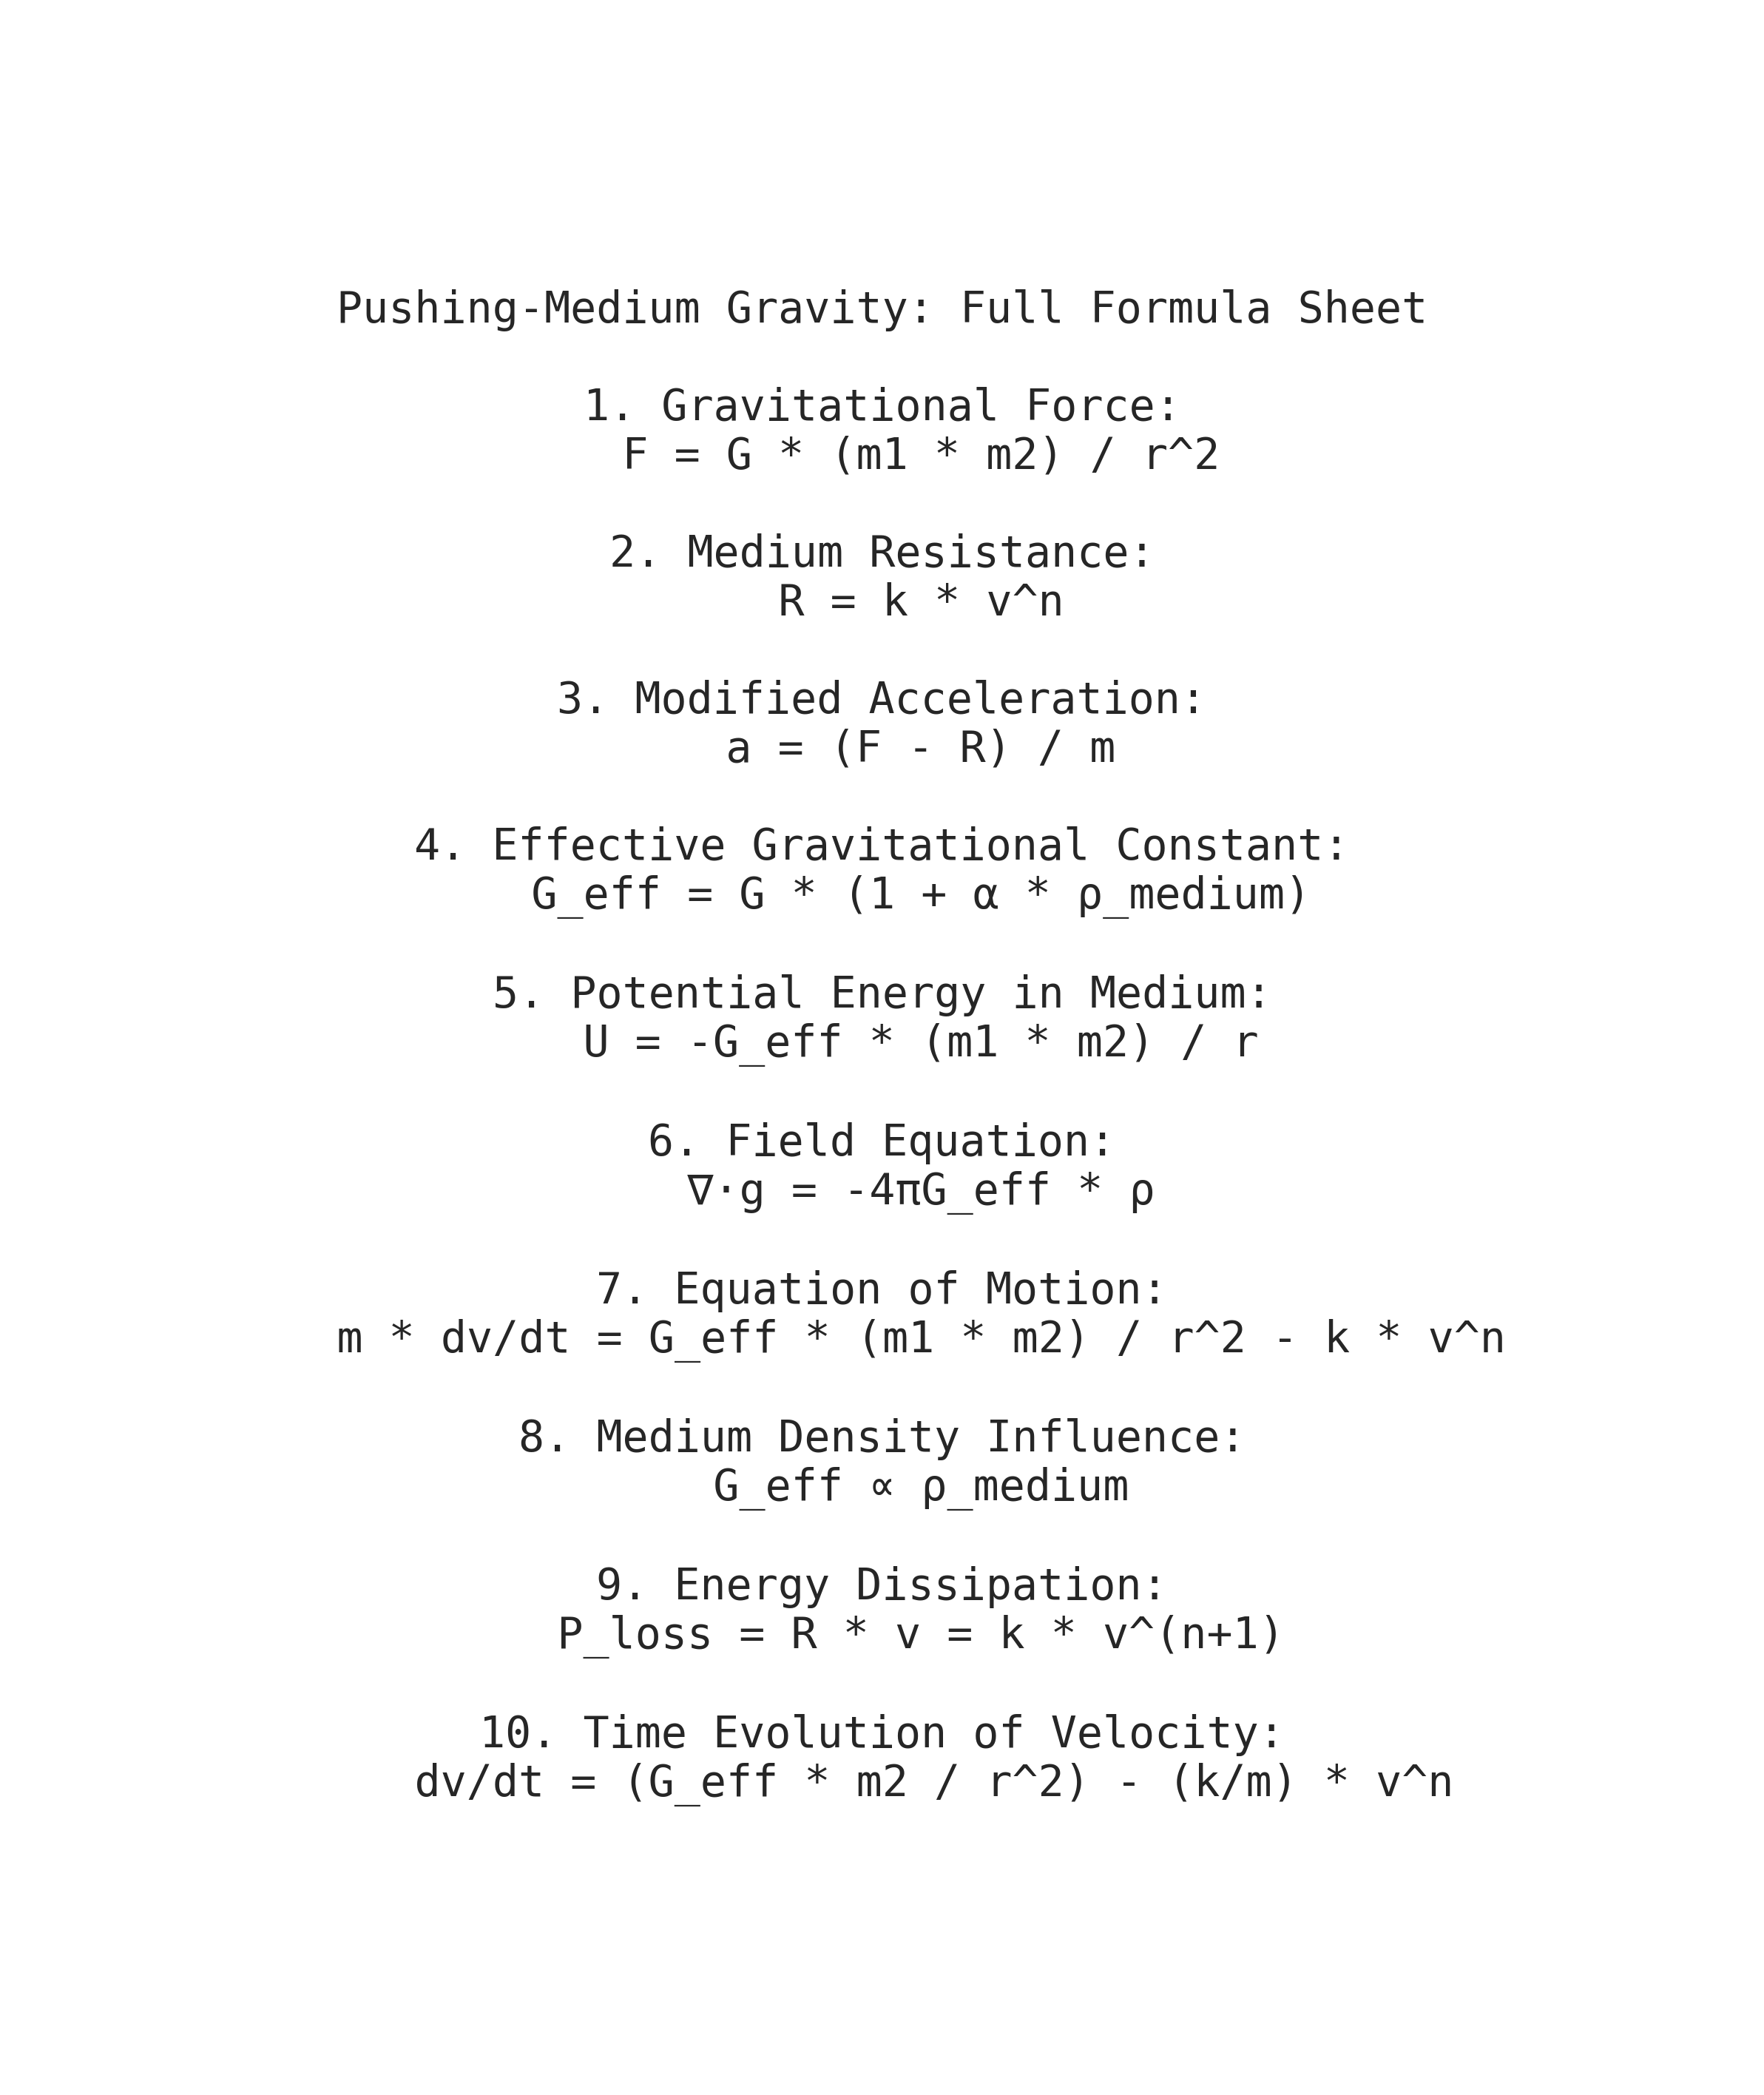 Pushing-Medium Gravity: Full Formula Sheet
1. Gravitational Force:
F = G * (m1 * m2) / r^2
2. Medium Resistance:
R = k * v^n
3. Modified Acceleration:
a = (F - R) / m
4. Effective Gravitational Constant:
G_eff = G * (1 + α * ρ_medium)
5. Potential Energy in Medium:
U = -G_eff * (m1 * m2) / r
6. Field Equation:
∇·g = -4πG_eff * ρ
7. Equation of Motion:
m * dv/dt = G_eff * (m1 * m2) / r^2 - k * v^n
8. Medium Density Influence:
G_eff ∝ ρ_medium
9. Energy Dissipation:
P_loss = R * v = k * v^(n+1)
10. Time Evolution of Velocity:
dv/dt = (G_eff * m2 / r^2) - (k/m) * v^n